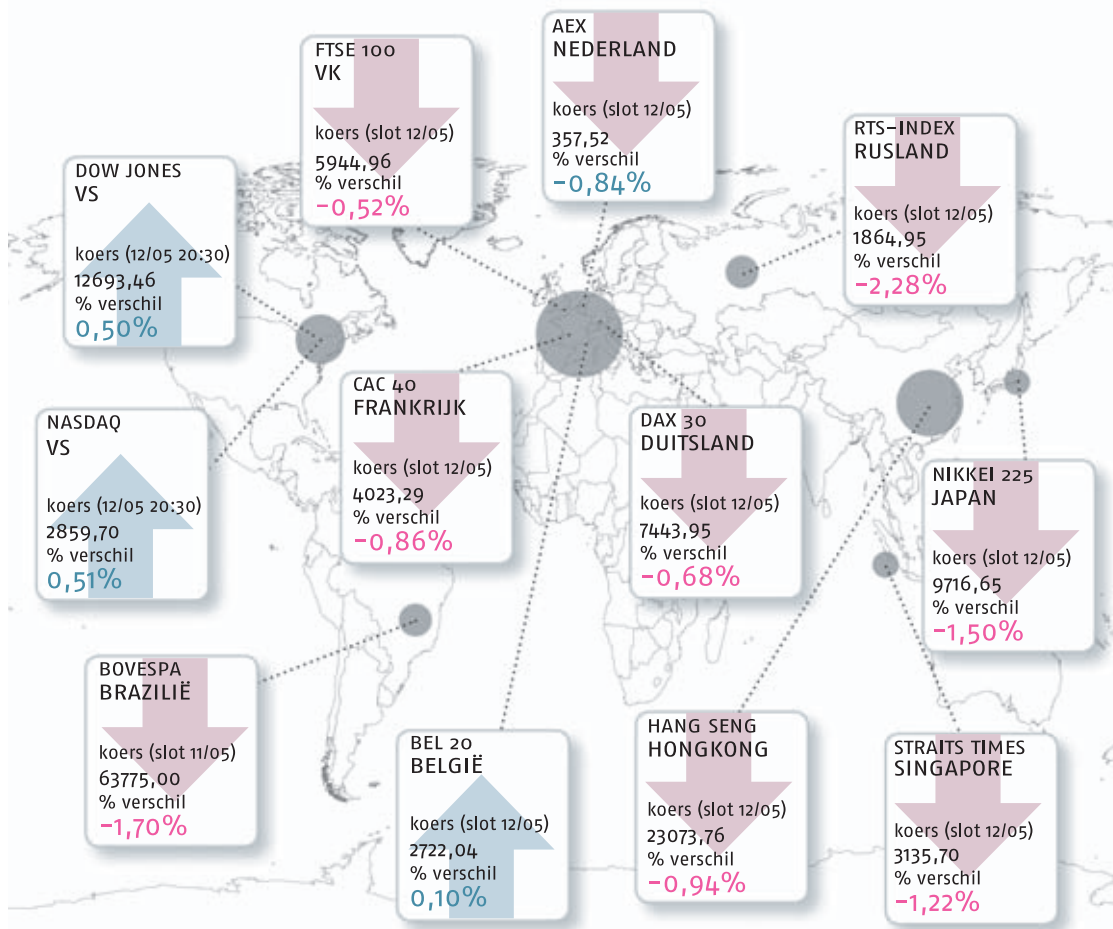 FTSE 100
VK
koers (slot 12/05)
5944,96
% verschil
-0,52%
AEX
NEDERLAND
koers (slot 12/05)
357,52
% verschil
-0,84%
RTS-INDEX
RUSLAND
koers (slot 12/05)
1864,95
% verschil
-2,28%
DOW JONES
VS
koers (12/05 20:30)
12693,46
% verschil
0,50%
NASDAQ
VS
koers (12/05 20:30)
2859,70
% verschil
0,51%
CAC 40
FRANKRIJK
koers (slot 12/05)
4023,29
% verschil
-0,86%
DAX 30
DUITSLAND
koers (slot 12/05)
7443,95
% verschil
-0,68%
NIKKEI 225
JAPAN
koers (slot 12/05)
9716,65
% verschil
-1,50%
BOVESPA
BRAZILIË
koers (slot 11/05)
63775,00
% verschil
-1,70%
BEL 20
BELGIË
koers (slot 12/05)
2722,04
% verschil
0,10%
HANG SENG
HONGKONG
koers (slot 12/05)
23073,76
% verschil
-0,94%
STRAITS TIMES
SINGAPORE
koers (slot 12/05)
3135,70
% verschil
-1,22%